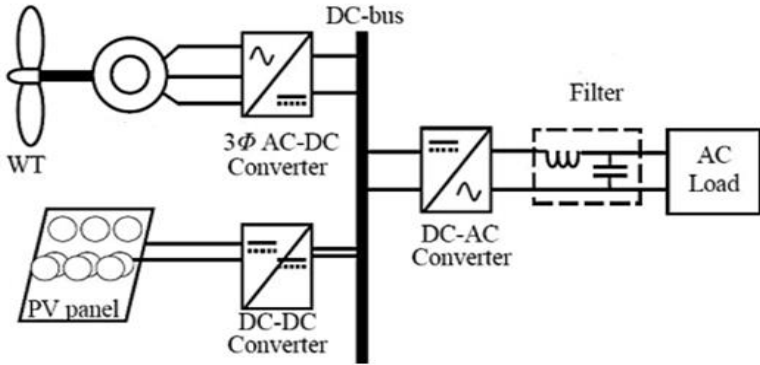 DC-bus
WT
3Φ AC-DC
Converter
Filter
AC
Load
DC-AC
Converter
PV panel
DC-DC
Converter